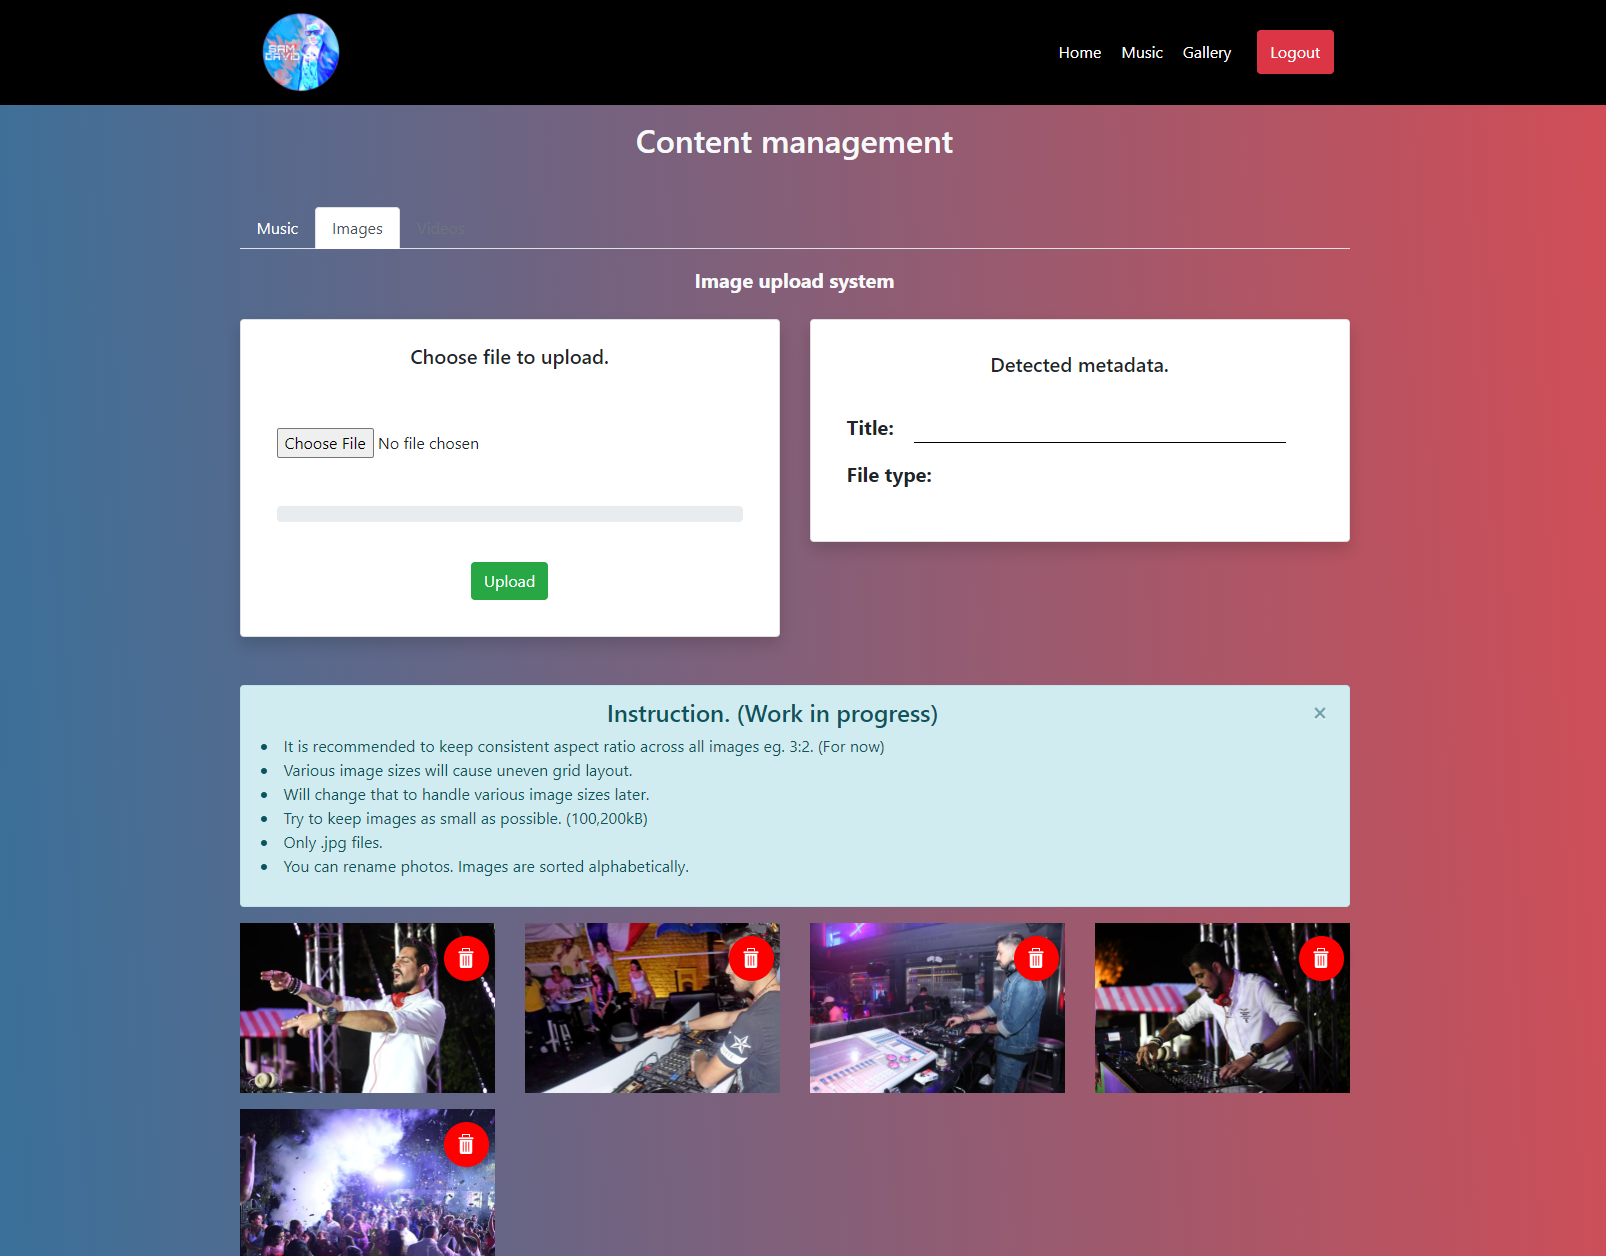 SAM
DAVID
Home Music Gallery Logout
Content management
Music Images Videos
Image upload system
Choose file to upload.
Choose File No file chosen
Upload
Detected metadata.
Title:
File type:
Instruction. (Work in progress) ×
It is recommended to keep consistent aspect ratio across all images eg. 3:2. (For now)
Various image sizes will cause uneven grid layout.
Will change that to handle various image sizes later.
Try to keep images as small as possible. (100,200kB)
Only .jpg files.
You can rename photos. Images are sorted alphabetically.